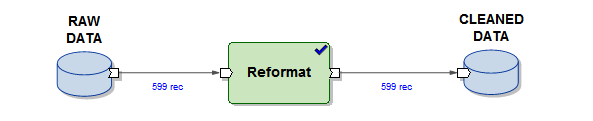 RAW
DATA
599 rec
Reformat
599 rec
CLEANED
DATA